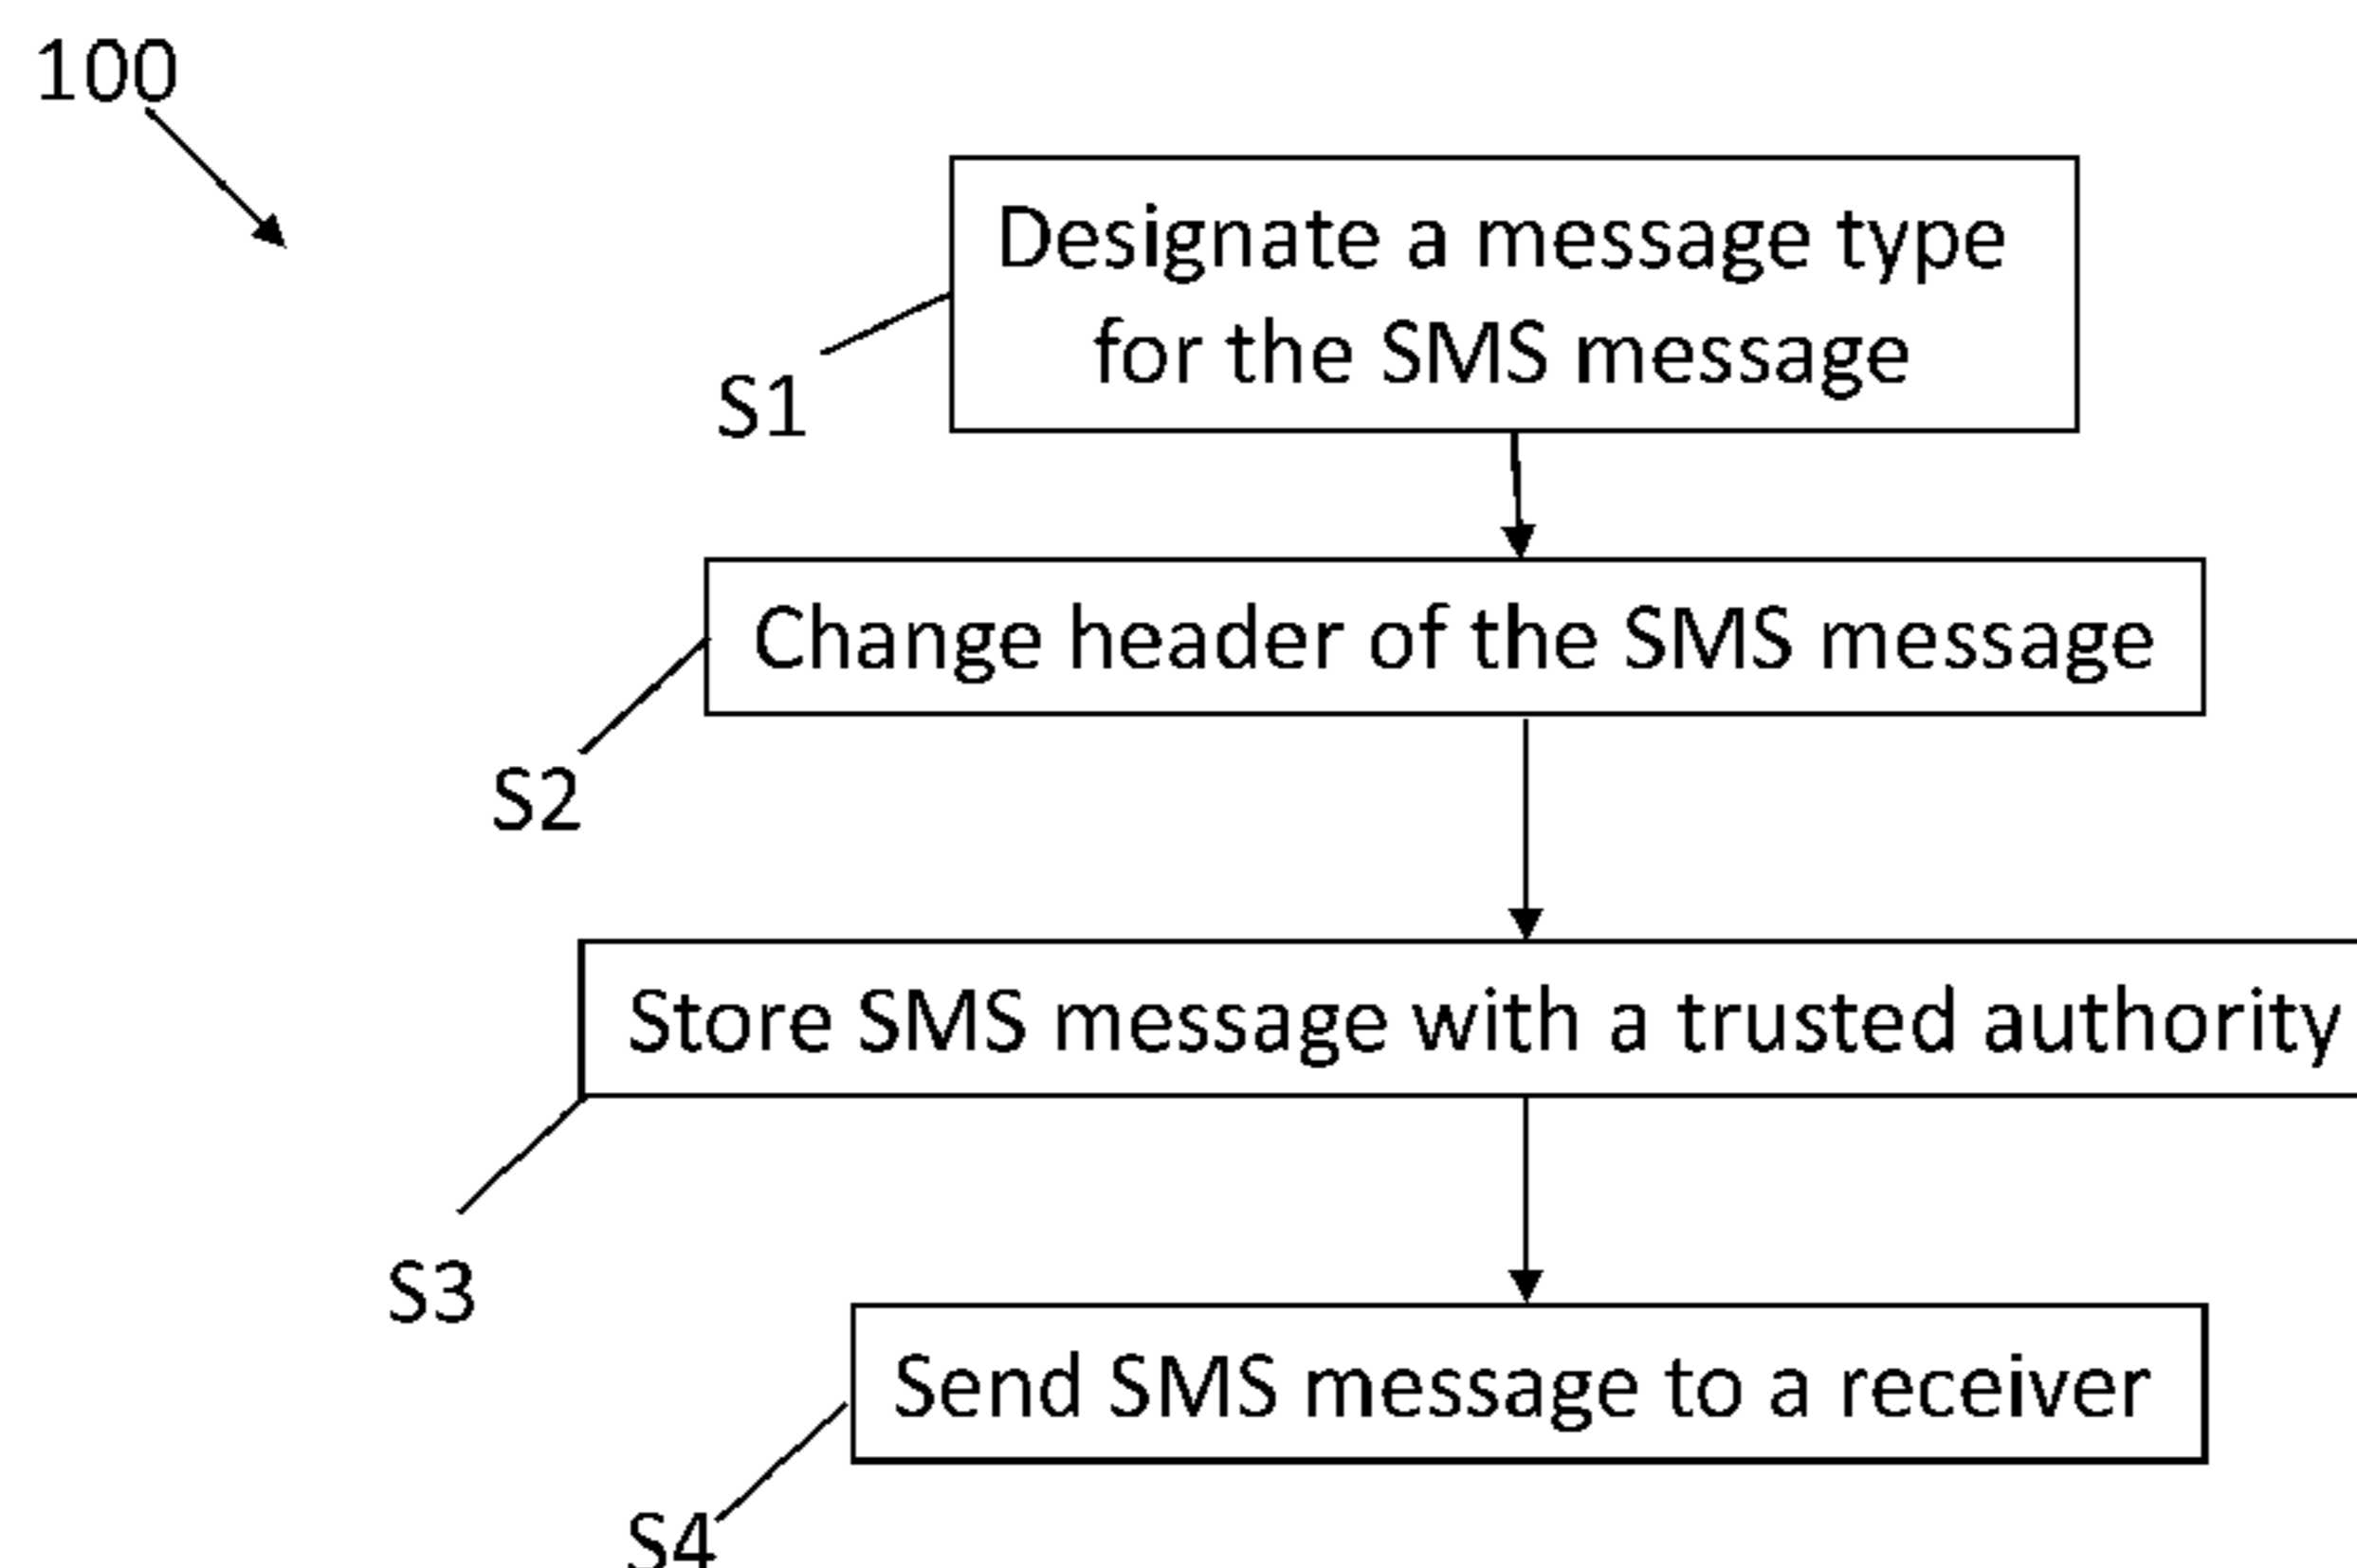 100
Designate a message type
for the SMS message
S1
Change header of the SMS message
S2
Store SMS message with a trusted authority
S3
Send SMS message to a receiver
S4